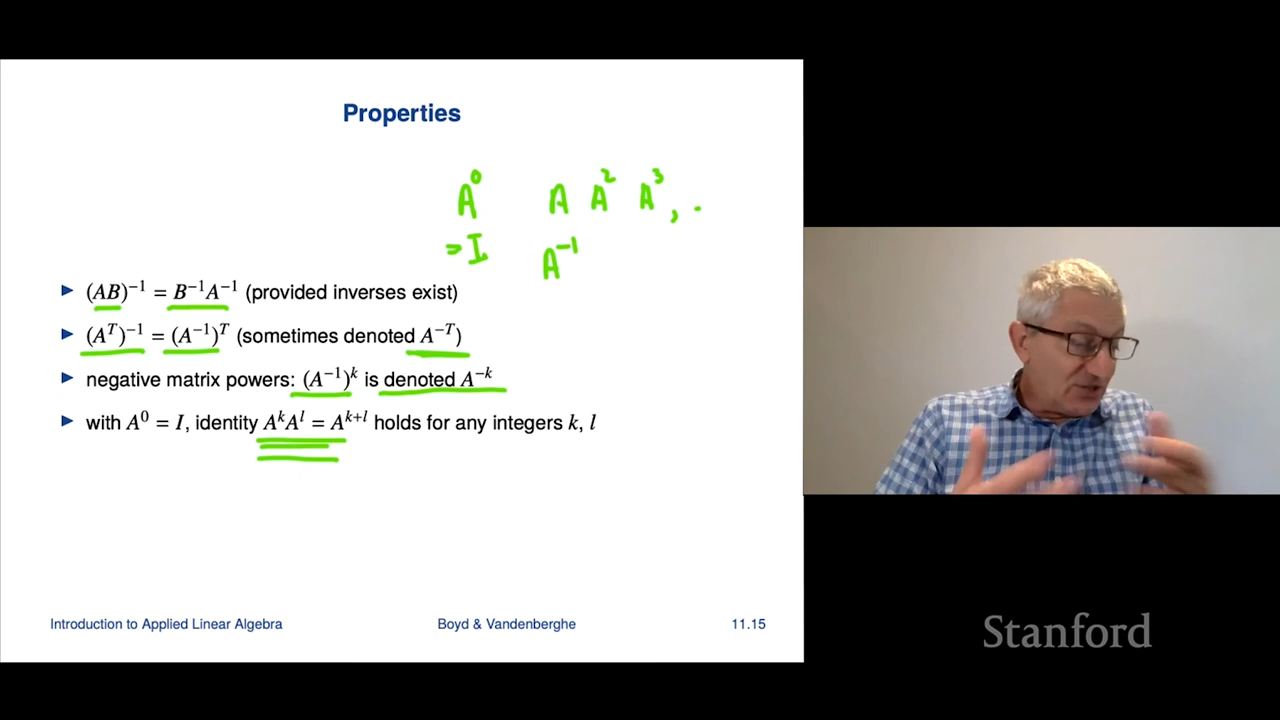 Properties
A⁰ A A² A³, .
= I A⁻¹
▶ (AB)⁻¹ = B⁻¹A⁻¹ (provided inverses exist)
▶ (Aᵀ)⁻¹ = (A⁻¹)ᵀ (sometimes denoted A⁻ᵀ)
▶ negative matrix powers: (A⁻¹)ᵏ is denoted A⁻ᵏ
▶ with A⁰ = I, identity AᵏAˡ = Aᵏ⁺ˡ holds for any integers k, l
Introduction to Applied Linear Algebra Boyd & Vandenberghe 11.15
Stanford